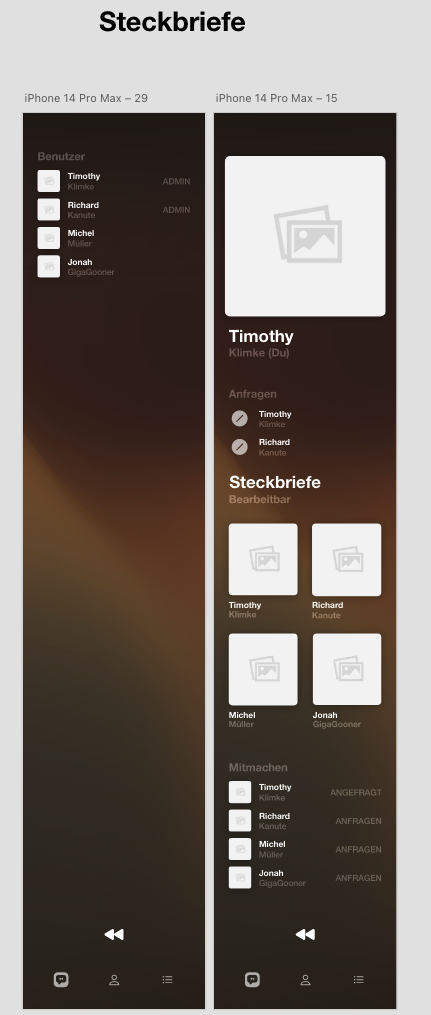 Steckbriefe
iPhone 14 Pro Max – 29
Benutzer
Timothy
Klimke
ADMIN
Richard
Kanute
ADMIN
Michel
Müller
Jonah
GigaGooner
iPhone 14 Pro Max – 15
Timothy
Klimke (Du)
Anfragen
Timothy
Klimke
Richard
Kanute
Steckbriefe
Bearbeitbar
Timothy
Klimke
Richard
Kanute
Michel
Müller
Jonah
GigaGooner
Mitmachen
Timothy
Klimke
ANGEFRAGT
Richard
Kanute
ANFRAGEN
Michel
Müller
ANFRAGEN
Jonah
GigaGooner
ANFRAGEN